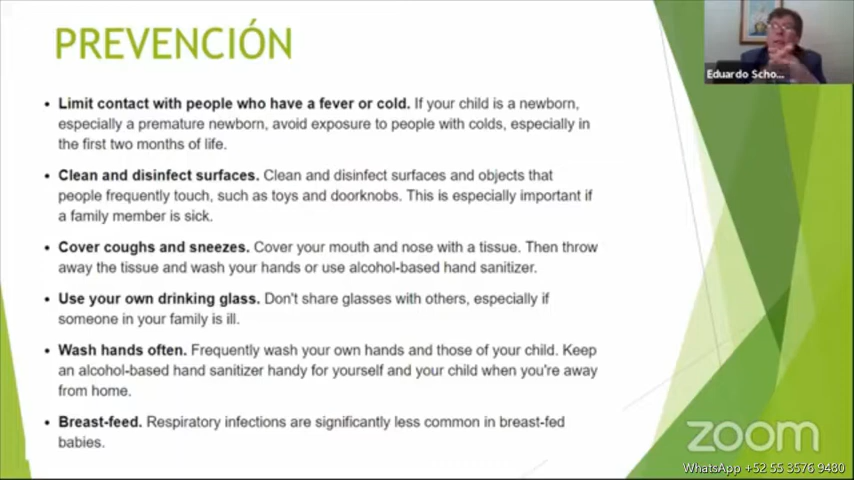 PREVENCIÓN
Eduardo Scho...
• Limit contact with people who have a fever or cold. If your child is a newborn,
especially a premature newborn, avoid exposure to people with colds, especially in
the first two months of life.
• Clean and disinfect surfaces. Clean and disinfect surfaces and objects that
people frequently touch, such as toys and doorknobs. This is especially important if
a family member is sick.
• Cover coughs and sneezes. Cover your mouth and nose with a tissue. Then throw
away the tissue and wash your hands or use alcohol-based hand sanitizer.
• Use your own drinking glass. Don't share glasses with others, especially if
someone in your family is ill.
• Wash hands often. Frequently wash your own hands and those of your child. Keep
an alcohol-based hand sanitizer handy for yourself and your child when you're away
from home.
• Breast-feed. Respiratory infections are significantly less common in breast-fed
babies.
zoom
WhatsApp +52 55 3576 9480